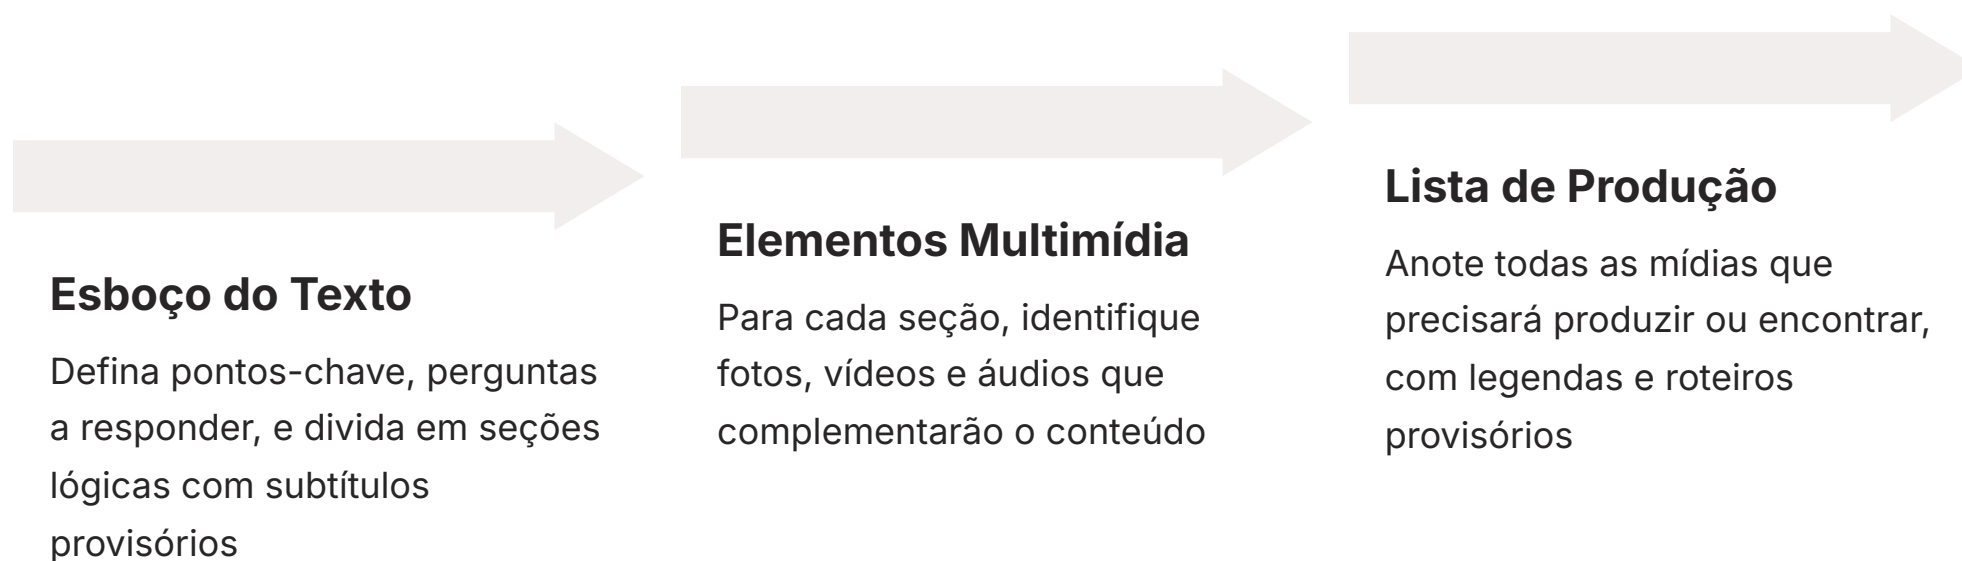 Esboço do Texto
Defina pontos-chave, perguntas
a responder, e divida em seções
lógicas com subtítulos
provisórios
Elementos Multimídia
Para cada seção, identifique
fotos, vídeos e áudios que
complementarão o conteúdo
Lista de Produção
Anote todas as mídias que
precisará produzir ou encontrar,
com legendas e roteiros
provisórios